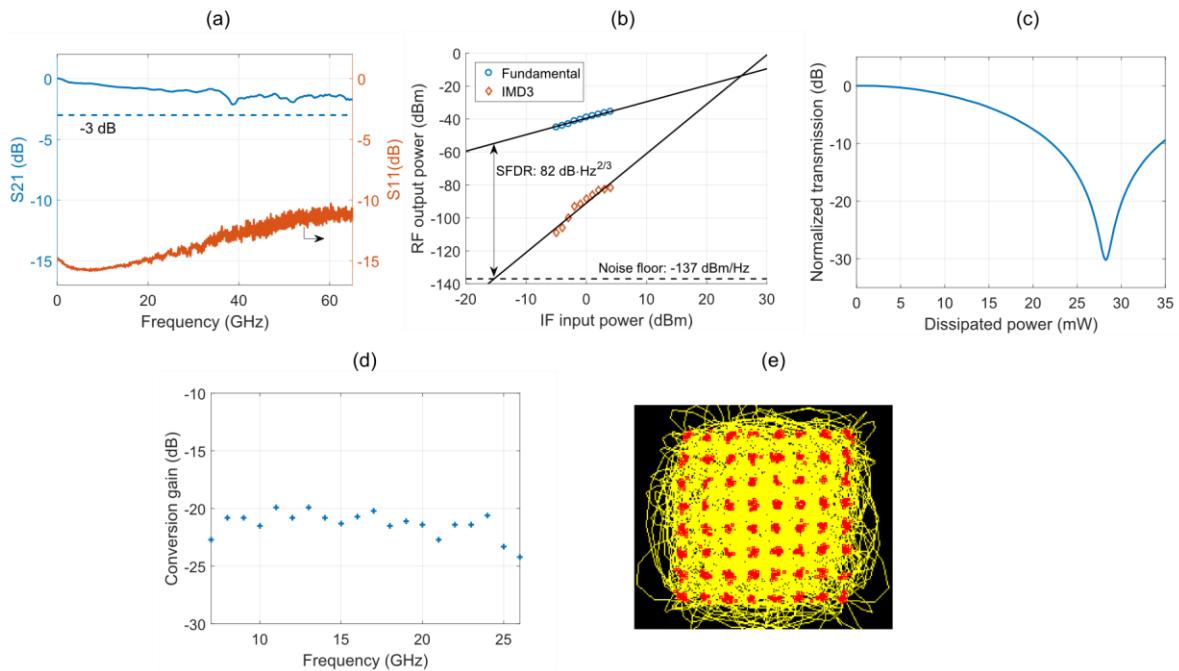 (a)
0
-5
-10
-15
S21 (dB)
-3 dB
0
-5
-10
-15
S11(dB)
0
20
40
60
Frequency (GHz)
(b)
0
-20
-40
-60
-80
-100
-120
-140
RF output power (dBm)
Fundamental
IMD3
SFDR: 82 dB·Hz2/3
Noise floor: -137 dBm/Hz
-20
-10
0
10
20
30
IF input power (dBm)
(c)
0
-10
-20
-30
Normalized transmission (dB)
0
5
10
15
20
25
30
35
Dissipated power (mW)
(d)
-10
-15
-20
-25
-30
Conversion gain (dB)
10
15
20
25
Frequency (GHz)
(e)